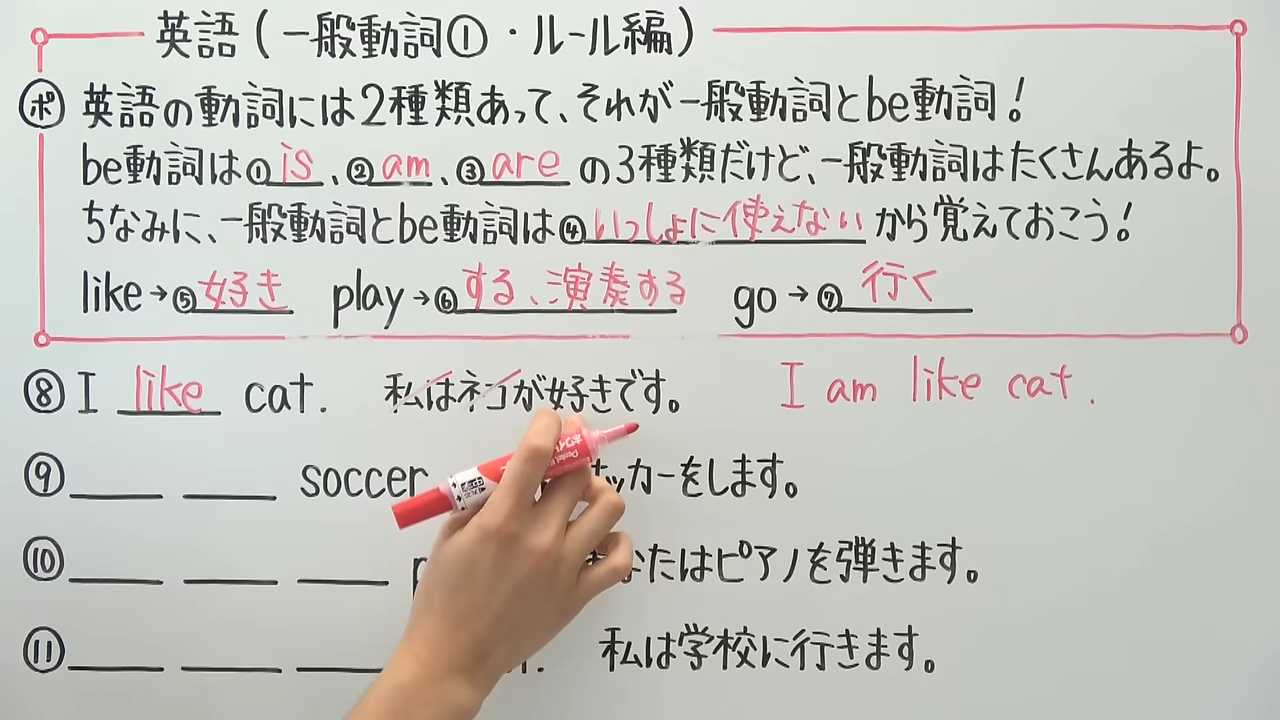 英語(一般動詞①・ルール編)
ポ 英語の動詞には2種類あって、それが一般動詞とbe動詞!
be動詞は①is、②am、③areの3種類だけど、一般動詞はたくさんあるよ。
ちなみに、一般動詞とbe動詞は④いっしょに使えないから覚えておこう!
like→⑤好き play→⑥する、演奏する go→⑦行く
⑧ I like cat. 私はネコが好きです。 I am like cat.
⑨ soccer ッカーをします。
⑩ なたはピアノを弾きます。
⑪ 私は学校に行きます。